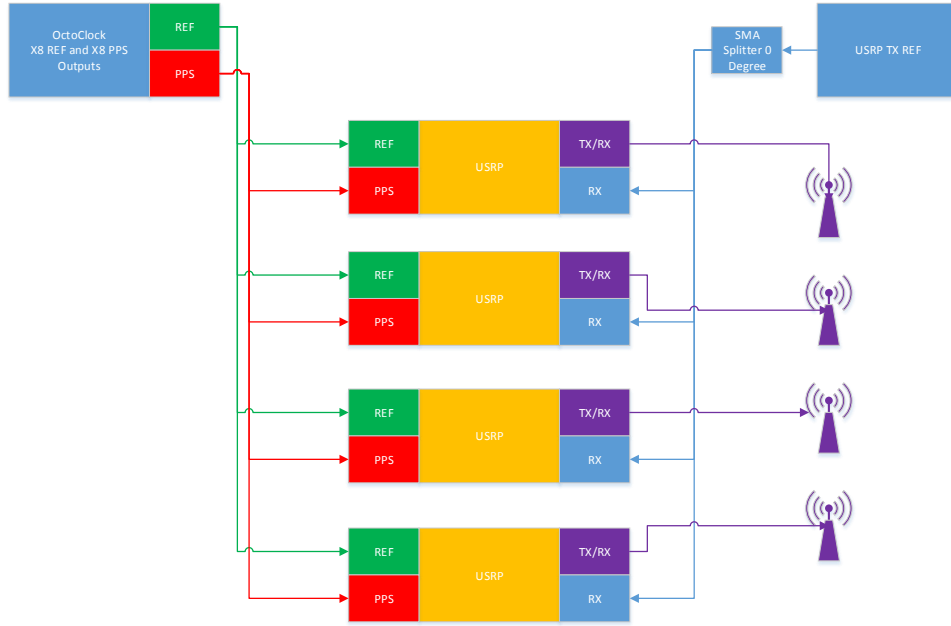 OctoClock
X8 REF and X8 PPS
Outputs
REF
PPS
SMA
Splitter 0
Degree
USRP TX REF
REF
PPS
USRP
TX/RX
RX
REF
PPS
USRP
TX/RX
RX
REF
PPS
USRP
TX/RX
RX
REF
PPS
USRP
TX/RX
RX